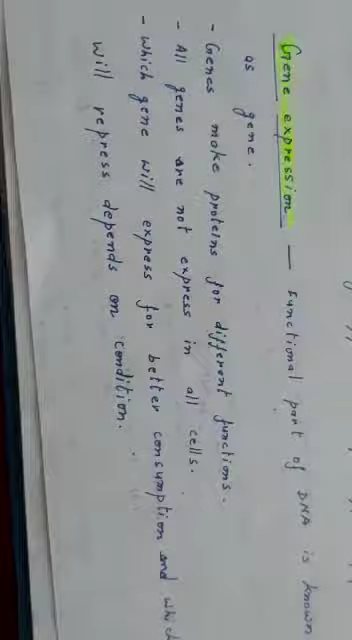 Gene expression — Functional part of DNA is known
as gene.
- Genes make proteins for different functions.
- All genes are not express in all cells.
- which gene will express for better consumption and which
will repress depends on condition.